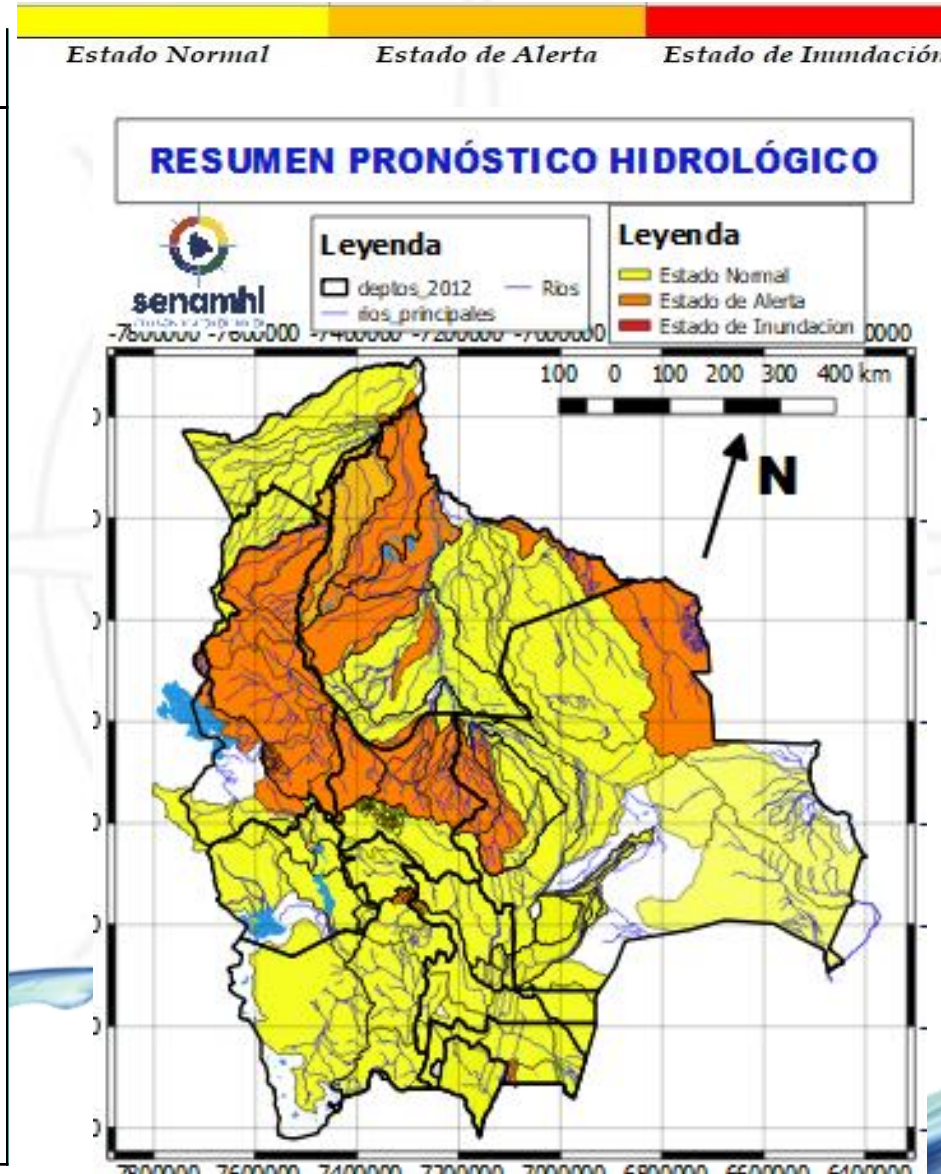 Estado Normal Estado de Alerta Estado de Inundación
RESUMEN PRONÓSTICO HIDROLÓGICO
senamhi
Leyenda
deptos_2012 Rios
rios_principales
Leyenda
Estado Normal
Estado de Alerta
Estado de Inundacion
-7800000 -7600000 -7400000 -7200000 -7000000
100 0 100 200 300 400 km
N